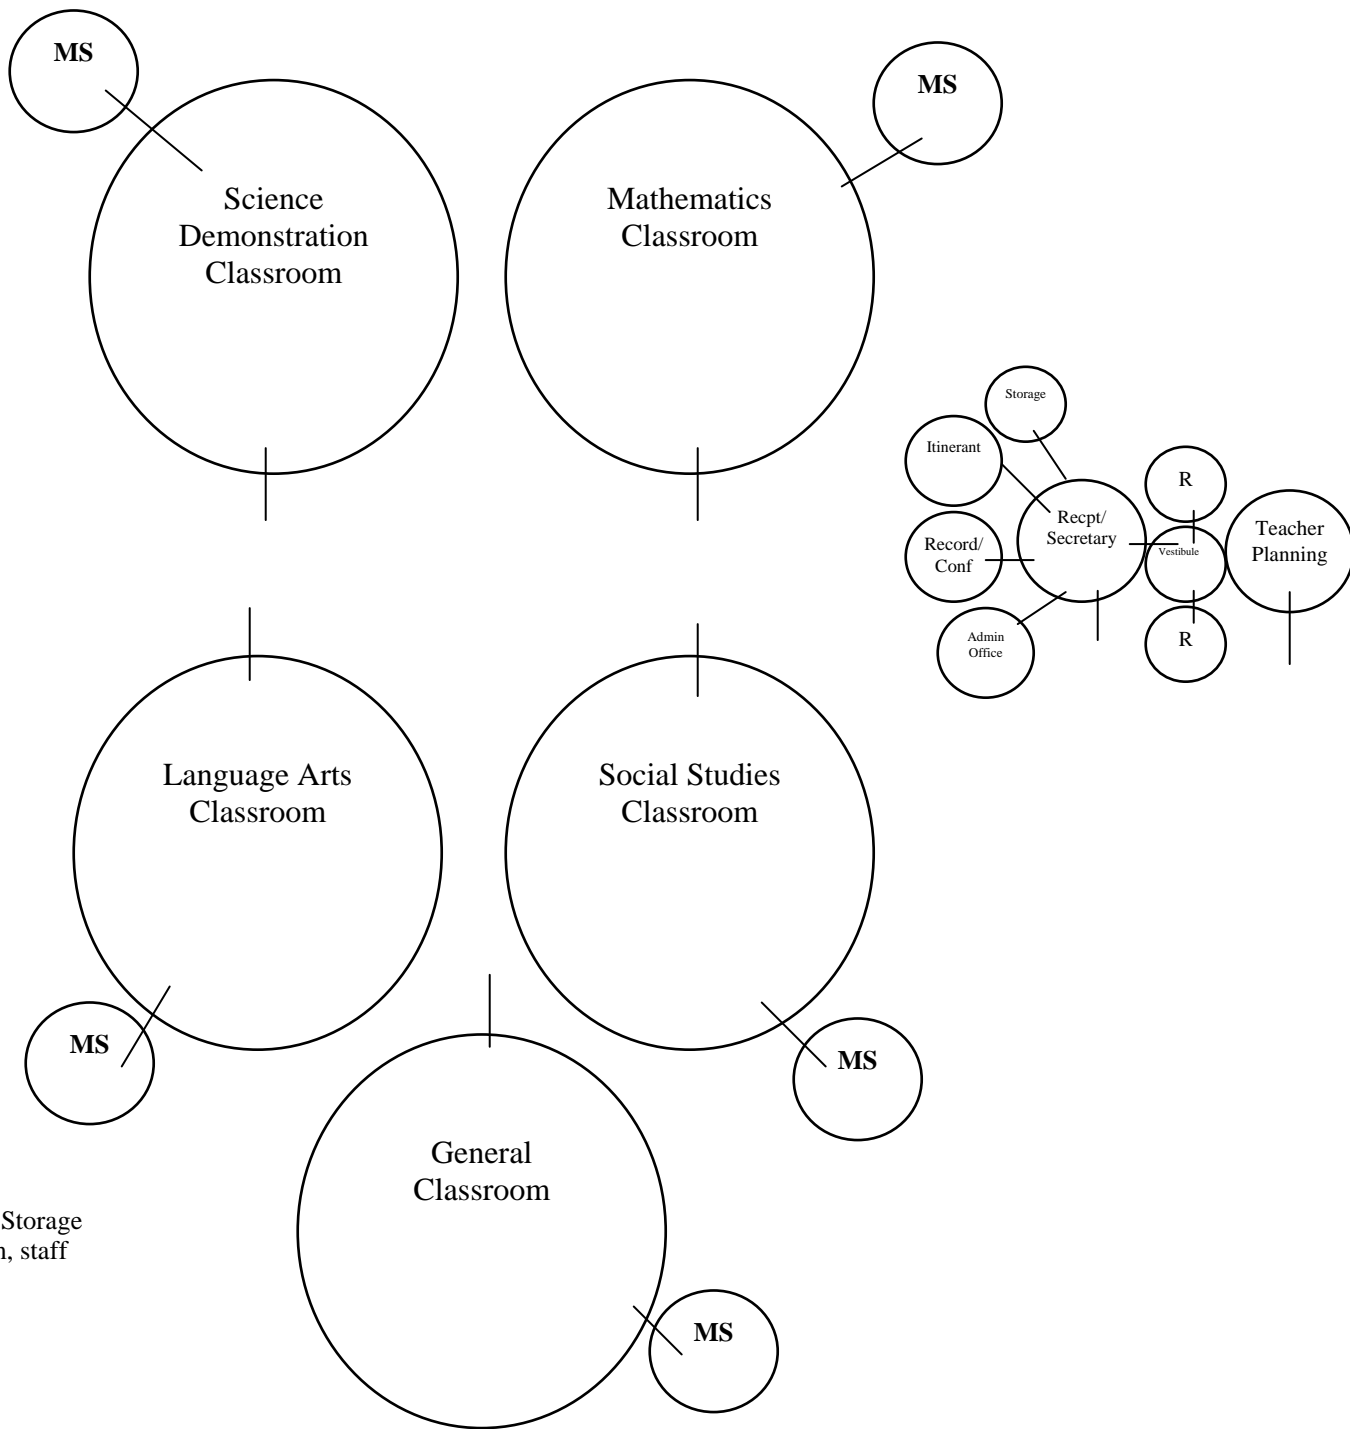 MS
MS
Science
Demonstration
Classroom
Mathematics
Classroom
Storage
Itinerant
Recpt/
Secretary
R
Record/
Conf
Vestibule
Teacher
Planning
Admin
Office
R
Language Arts
Classroom
Social Studies
Classroom
MS
MS
General
Classroom
Storage
, staff
MS